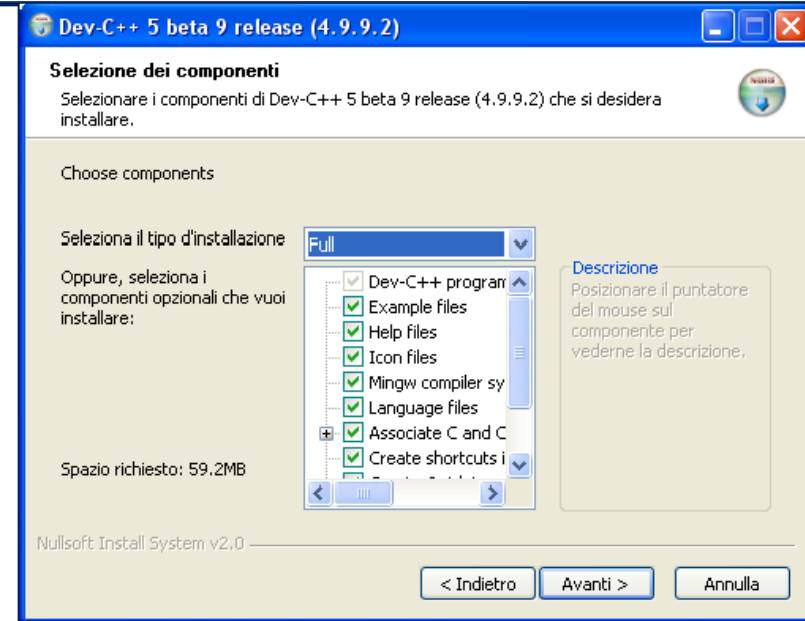 Dev-C++ 5 beta 9 release (4.9.9.2)
Selezione dei componenti
Selezionare i componenti di Dev-C++ 5 beta 9 release (4.9.9.2) che si desidera
installare.
Choose components
Seleziona il tipo d'installazione
Full
Oppure, seleziona i
componenti opzionali che vuoi
installare:
Dev-C++ program
Example files
Help files
Icon files
Mingw compiler sy
Language files
Associate C and C
Create shortcuts i
Descrizione
Posizionare il puntatore
del mouse sul
componente per
vederne la descrizione.
Spazio richiesto: 59.2MB
Nullsoft Install System v2.0
< Indietro
Avanti >
Annulla